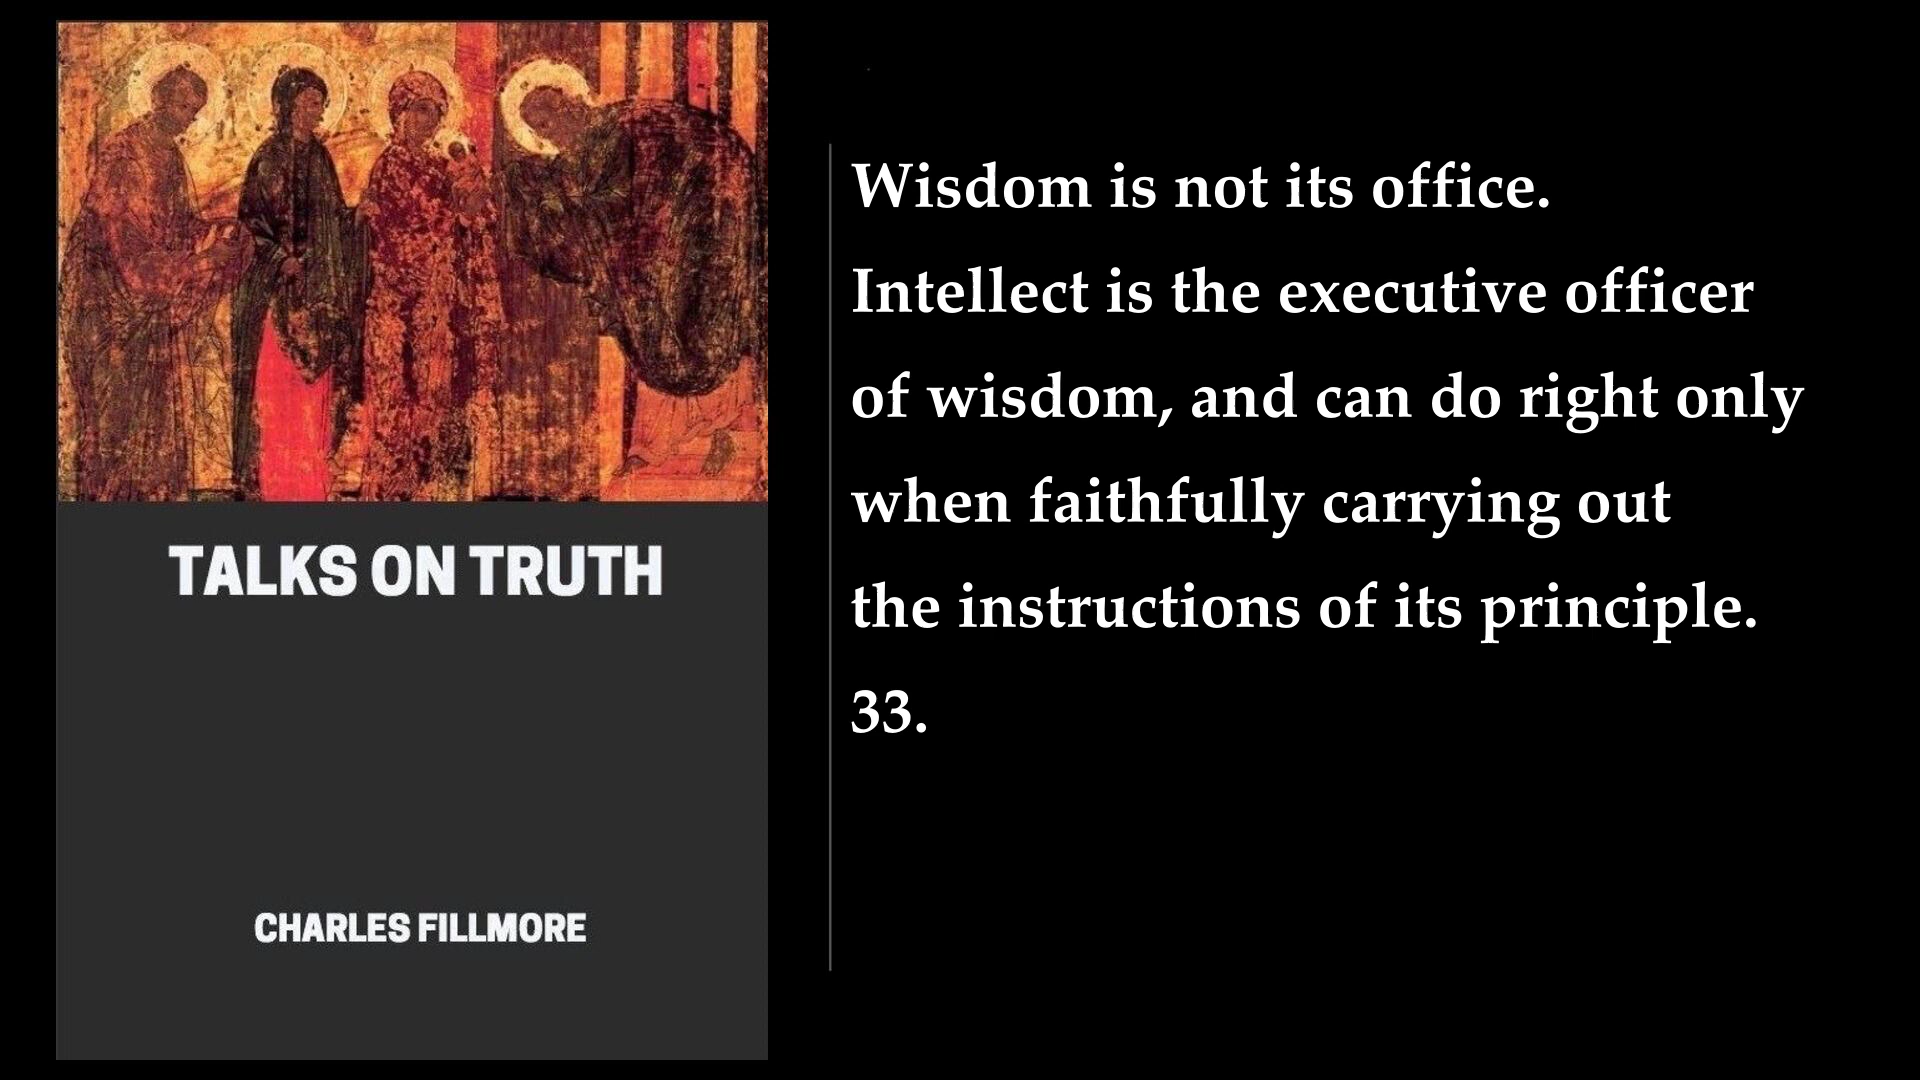 TALKS ON TRUTH
CHARLES FILLMORE
Wisdom is not its office.
Intellect is the executive officer
of wisdom, and can do right only
when faithfully carrying out
the instructions of its principle.
33.